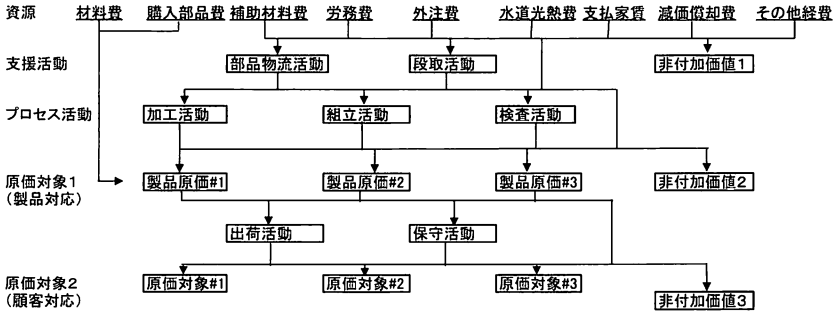 資源 材料費 購入部品費 補助材料費 労務費 外注費 水道光熱費 支払家賃 減価償却費 その他経費
支援活動 部品物流活動 段取活動 非付加価値1
プロセス活動 加工活動 組立活動 検査活動
原価対象1 製品原価#1 製品原価#2 製品原価#3 非付加価値2
(製品対応)
出荷活動 保守活動
原価対象2 原価対象#1 原価対象#2 原価対象#3
(顧客対応) 非付加価値3